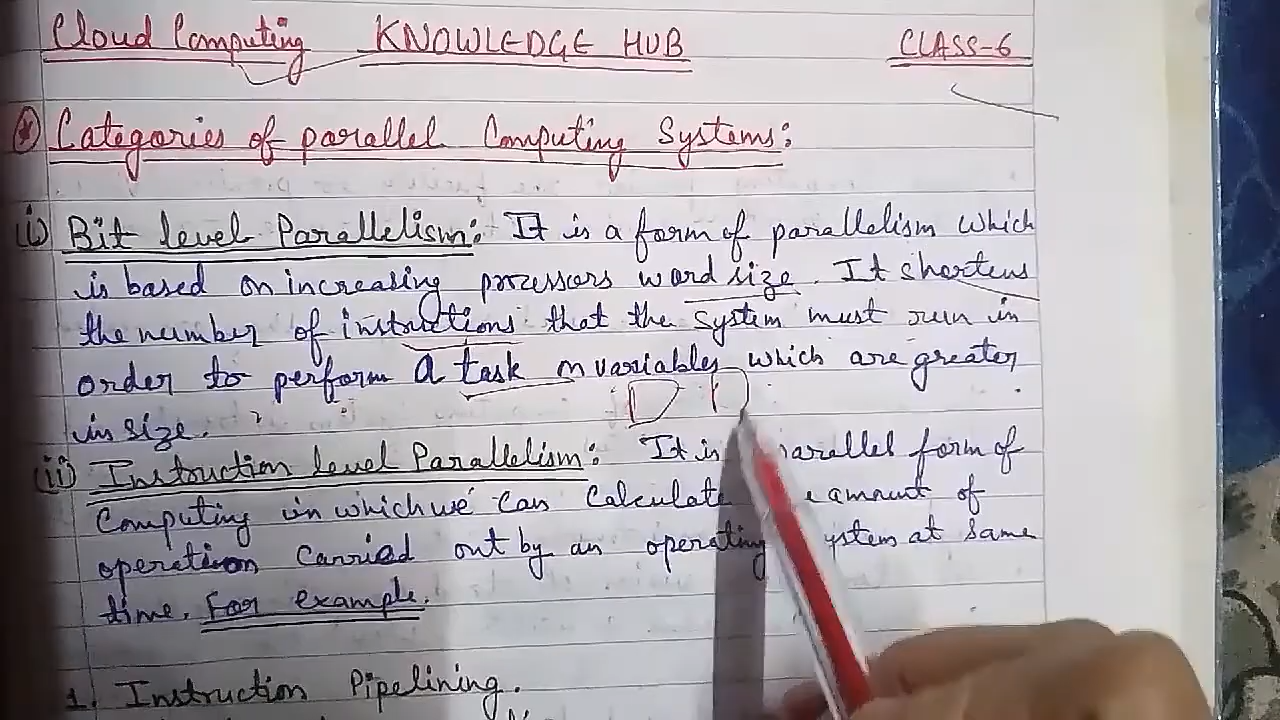 Cloud Computing KNOWLEDGE HUB CLASS-6
Categories of parallel Computing Systems:
(i) Bit level Parallelism: It is a form of parallelism which
is based on increasing processors word size. It shortens
the number of instructions that the system must run in
order to perform a task on variables which are greater
in size.
(ii) Instruction level Parallelism: It is parallel form of
Computing in which we can calculate amount of
operation carried out by an operating system at same
time. For example.
1. Instruction Pipelining.